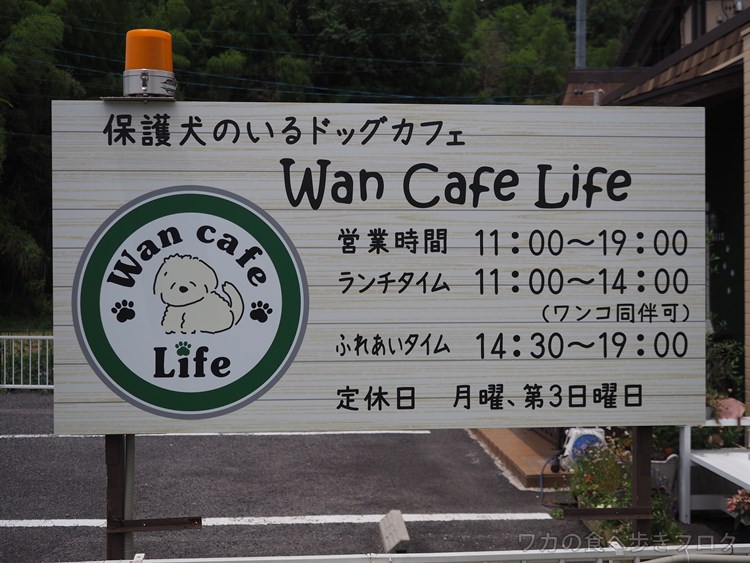 保護犬のいるドッグカフェ
Wan Cafe Life
Wan cafe
Life
営業時間 11:00〜19:00
ランチタイム 11:00〜14:00
(ワンコ同伴可)
ふれあいタイム 14:30〜19:00
定休日 月曜、第3日曜日
ワカの食べ歩きブログ